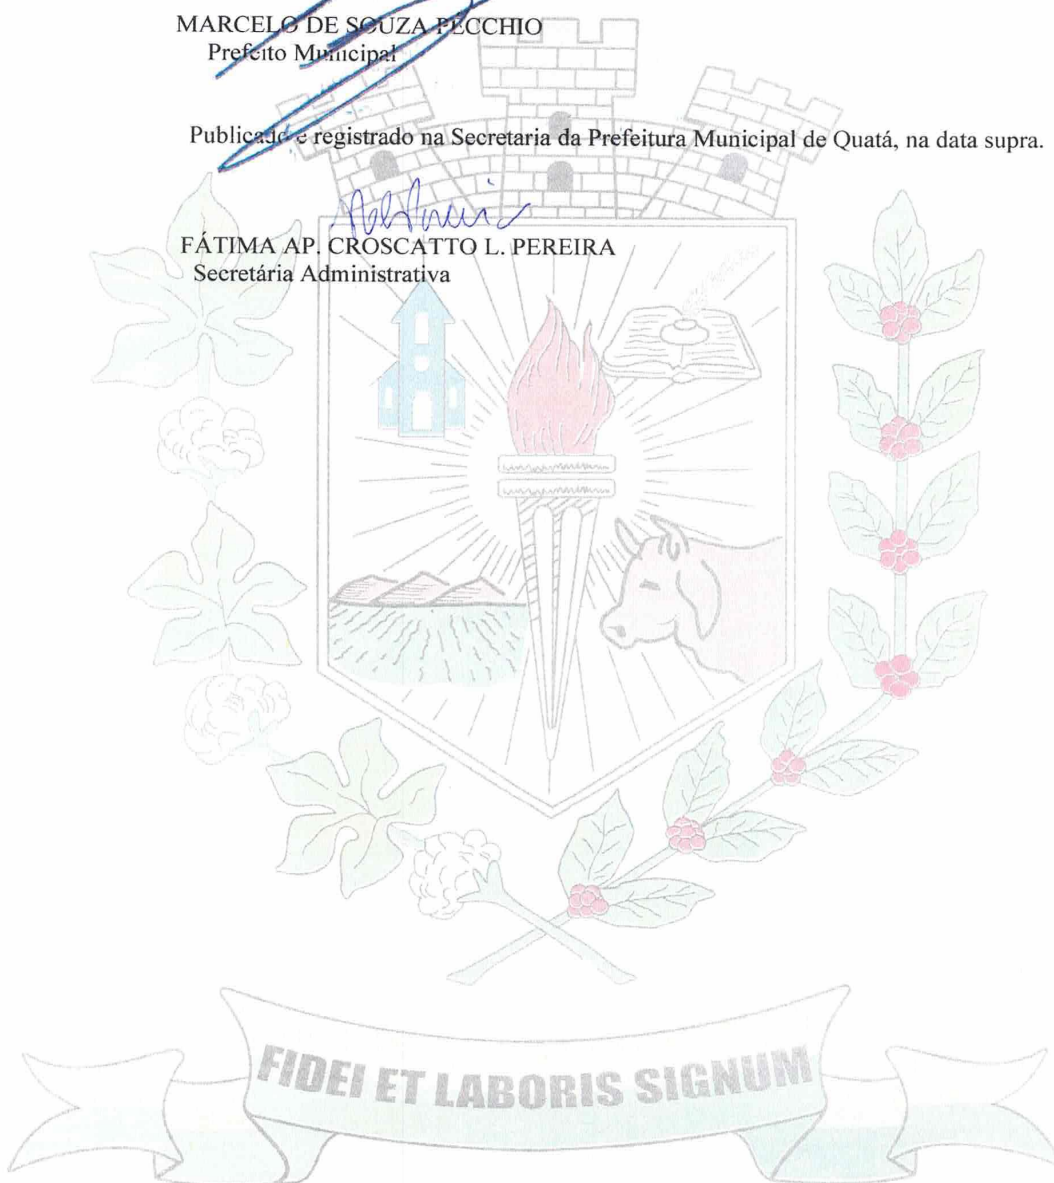 MARCELO DE SOUZA PÉCCHIO
Prefeito Municipal
Publicado e registrado na Secretaria da Prefeitura Municipal de Quatá, na data supra.
FÁTIMA AP. CROSCATTO L. PEREIRA
Secretária Administrativa
FIDEI ET LABORIS SIGNUM